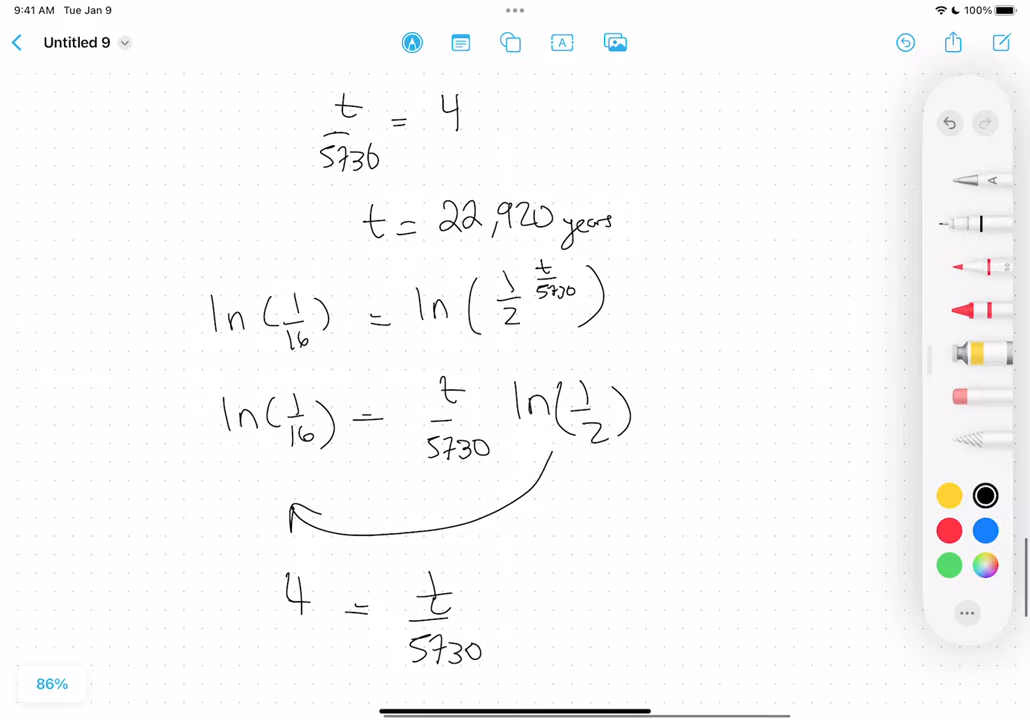 9:41 AM Tue Jan 9 100%
Untitled 9
A
A
t/5730 = 4
t = 22,920 years
ln(1/16) = ln(1/2^(t/5730))
ln(1/16) = t/5730 ln(1/2)
4 = t/5730
86%